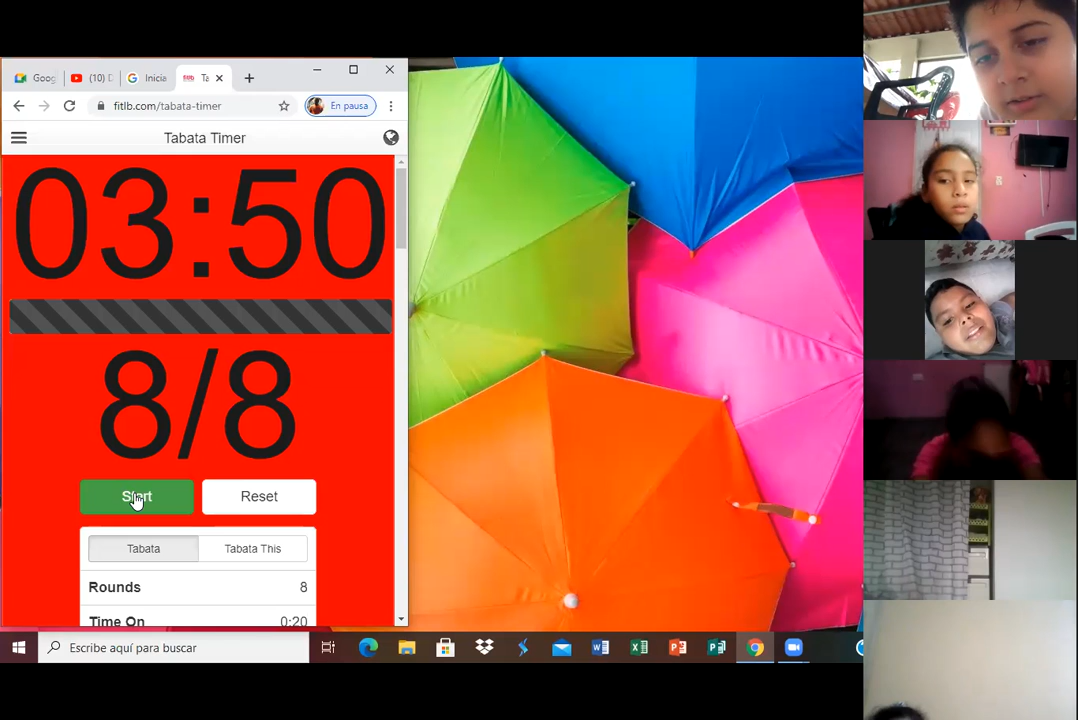 Goog
(10) D
Inicia
Ta
fitlb.com/tabata-timer
En pausa
Tabata Timer
03:50
8/8
Start
Reset
Tabata
Tabata This
Rounds 8
Time On 0:20
Escribe aquí para buscar